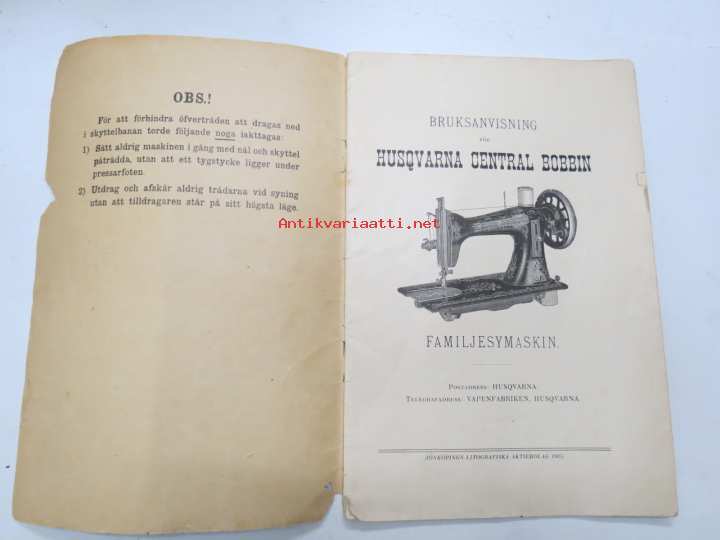 OBS.!
För att förhindra öfverträden att dragas ned
i skyttelbanan torde följande noga iakttagas:
1) Sätt aldrig maskinen i gång med nål och skyttel
påträdda, utan att ett tygstycke ligger under
pressarfoten.
2) Utdrag och afskär aldrig trådarna vid syning
utan att tilldragaren står på sitt högsta läge.
Antikvariaatti.net
BRUKSANVISNING
FÖR
HUSQVARNA CENTRAL BOBBIN
FAMILJESYMASKIN.
POSTADRESS: HUSQVARNA.
TELEGRAFADRESS: VAPENFABRIKEN, HUSQVARNA.
JÖNKÖPINGS LITOGRAFISKA AKTIEBOLAG